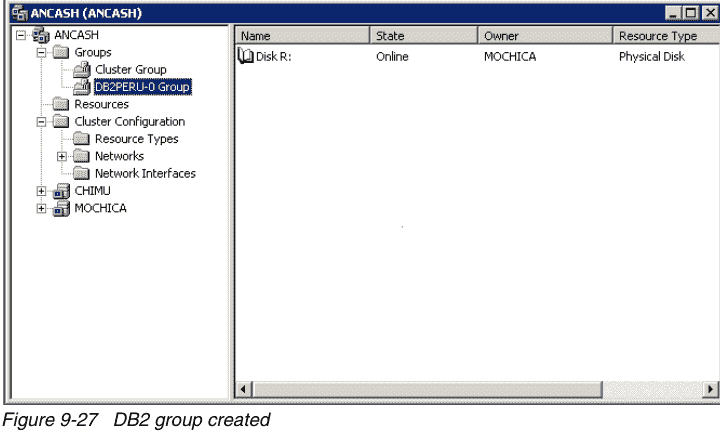 ANCASH (ANCASH)
ANCASH
Groups
Cluster Group
DB2PERU-0 Group
Resources
Cluster Configuration
Resource Types
Networks
Network Interfaces
CHIMU
MOCHICA
Name State Owner Resource Type
Disk R: Online MOCHICA Physical Disk
Figure 9-27 DB2 group created